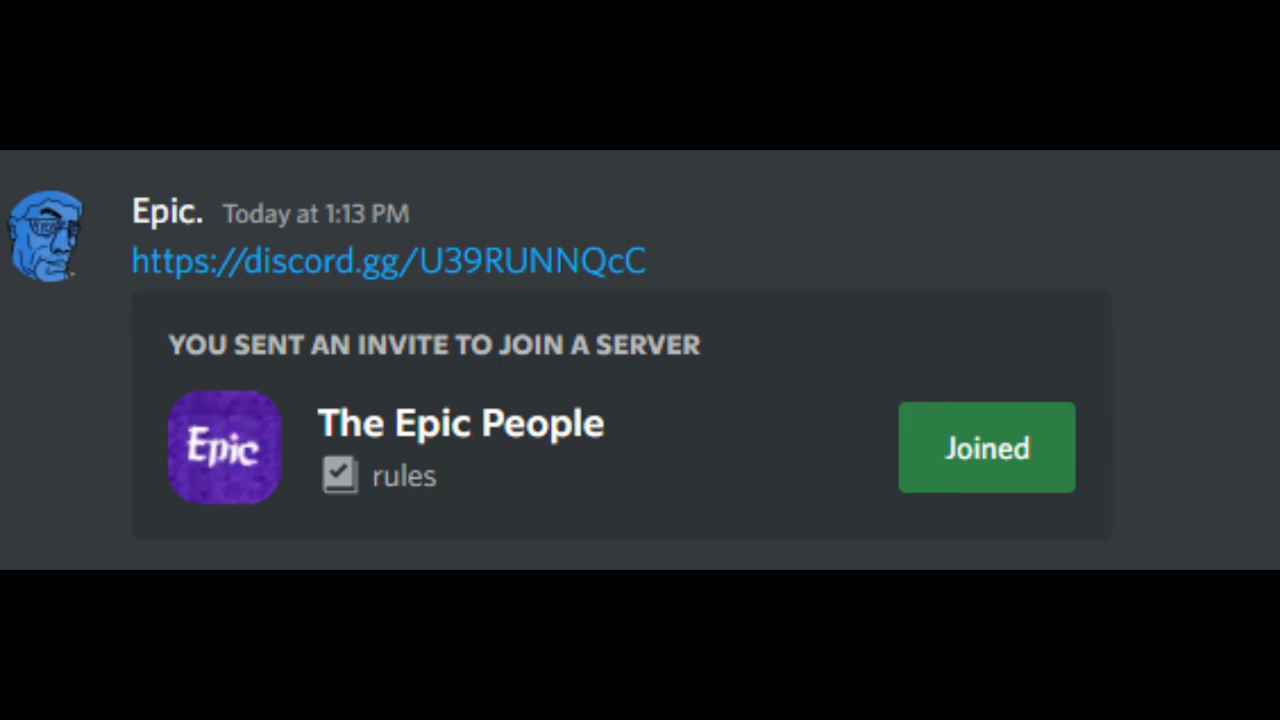 Epic. Today at 1:13 PM
https://discord.gg/U39RUNNQcC
YOU SENT AN INVITE TO JOIN A SERVER
Epic
The Epic People
rules
Joined